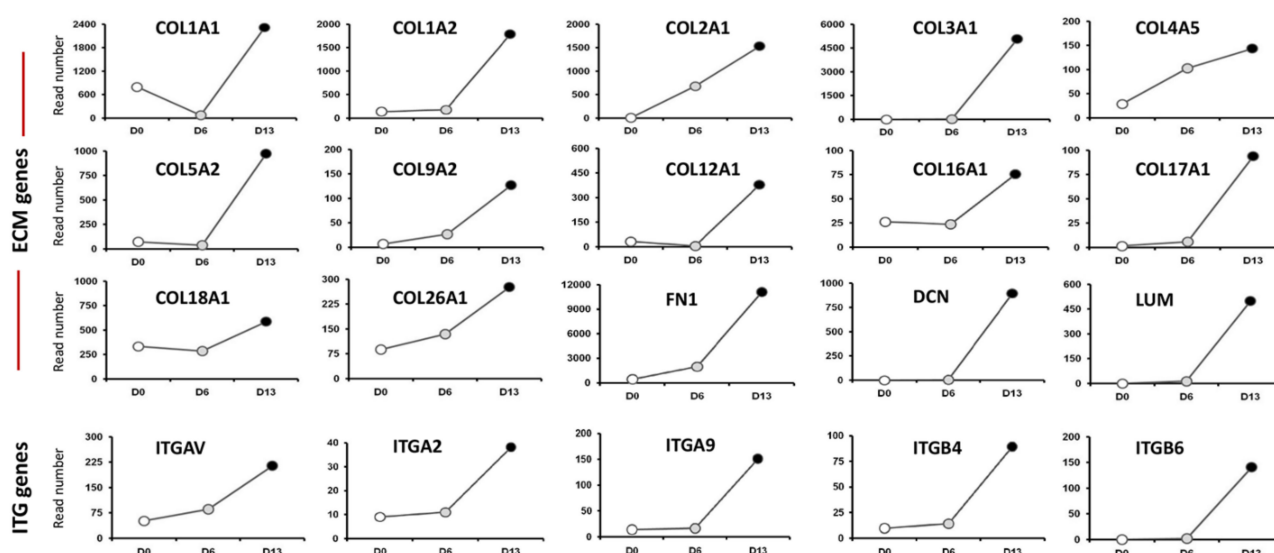 ECM genes
ITG genes
COL1A1
Read number
2400
1800
1200
600
0
D0 D6 D13
COL1A2
2000
1500
1000
500
0
D0 D6 D13
COL2A1
2000
1500
1000
500
0
D0 D6 D13
COL3A1
6000
4500
3000
1500
0
D0 D6 D13
COL4A5
200
150
100
50
0
D0 D6 D13
COL5A2
Read number
1000
750
500
250
0
D0 D6 D13
COL9A2
200
150
100
50
0
D0 D6 D13
COL12A1
600
450
300
150
0
D0 D6 D13
COL16A1
100
75
50
25
0
D0 D6 D13
COL17A1
100
75
50
25
0
D0 D6 D13
COL18A1
Read number
1000
750
500
250
0
D0 D6 D13
COL26A1
300
225
150
75
0
D0 D6 D13
FN1
12000
9000
6000
3000
0
D0 D6 D13
DCN
1000
750
500
250
0
D0 D6 D13
LUM
600
450
300
150
0
D0 D6 D13
ITGAV
Read number
300
225
150
75
0
D0 D6 D13
ITGA2
40
30
20
10
0
D0 D6 D13
ITGA9
200
150
100
50
0
D0 D6 D13
ITGB4
100
75
50
25
0
D0 D6 D13
ITGB6
200
150
100
50
0
D0 D6 D13